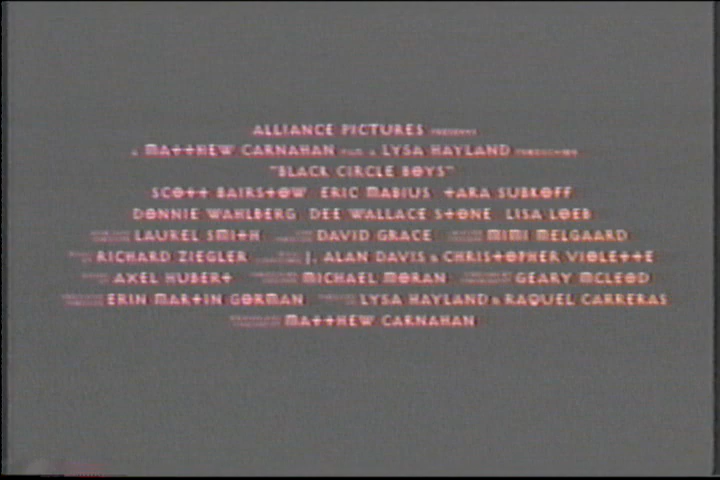 ALLIANCE PICTURES PRESENTS
A MATTHEW CARNAHAN FILM A LYSA HAYLAND PRODUCTION
"BLACK CIRCLE BOYS"
SCOTT BAIRSTOW ERIC MABIUS TARA SUBKOFF
DONNIE WAHLBERG DEE WALLACE STONE LISA LOEB
LAUREL SMITH DAVID GRACE MIMI MELGAARD
RICHARD ZIEGLER J. ALAN DAVIS & CHRISTOPHER VIOLETTE
AXEL HUBERT MICHAEL MORAN GEARY MCLEOD
ERIN MARTIN GORMAN LYSA HAYLAND & RAQUEL CARRERAS
MATTHEW CARNAHAN